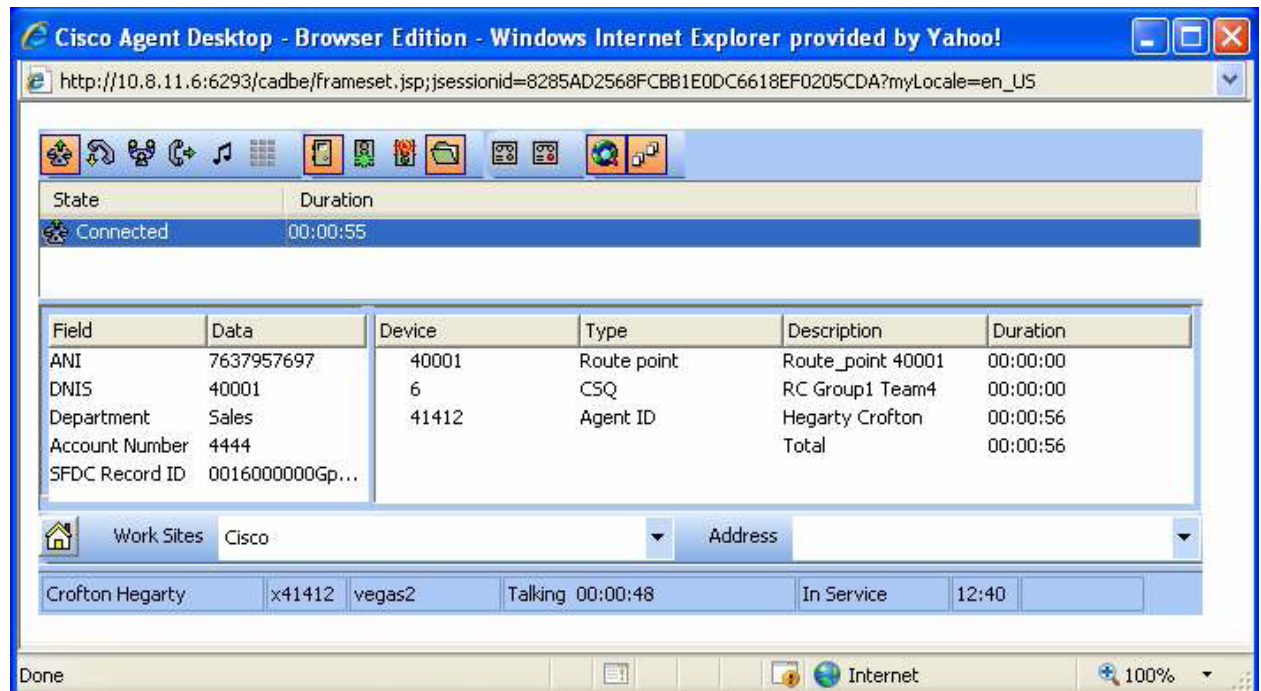 Cisco Agent Desktop - Browser Edition - Windows Internet Explorer provided by Yahoo!
http://10.8.11.6:6293/cadbe/frameset.jsp;jsessionid=8285AD2568FCBB1E0DC6618EF0205CDA?myLocale=en_US
State Duration
Connected 00:00:55
Field Data Device Type Description Duration
ANI 7637957697 40001 Route point Route_point 40001 00:00:00
DNIS 40001 6 CSQ RC Group1 Team4 00:00:00
Department Sales 41412 Agent ID Hegarty Crofton 00:00:56
Account Number 4444 Total 00:00:56
SFDC Record ID 0016000000Gp...
Work Sites Cisco Address
Crofton Hegarty x41412 vegas2 Talking 00:00:48 In Service 12:40
Done Internet 100%